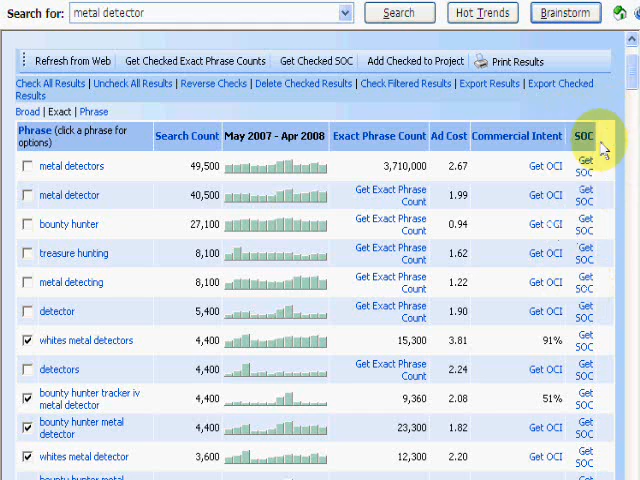 Search for: metal detector Search Hot Trends Brainstorm
Refresh from Web Get Checked Exact Phrase Counts Get Checked SOC Add Checked to Project Print Results
Check All Results | Uncheck All Results | Reverse Checks | Delete Checked Results | Check Filtered Results | Export Results | Export Checked
Results
Broad | Exact | Phrase
Phrase (click a phrase for
options) Search Count May 2007 - Apr 2008 Exact Phrase Count Ad Cost Commercial Intent SOC
metal detectors 49,500 3,710,000 2.67 Get OCI Get
SOC
metal detector 40,500 Get Exact Phrase
Count 1.99 Get OCI Get
SOC
bounty hunter 27,100 Get Exact Phrase
Count 0.94 Get OCI Get
SOC
treasure hunting 8,100 Get Exact Phrase
Count 1.62 Get OCI Get
SOC
metal detecting 8,100 Get Exact Phrase
Count 1.22 Get OCI Get
SOC
detector 5,400 Get Exact Phrase
Count 1.90 Get OCI Get
SOC
whites metal detectors 4,400 15,300 3.81 91% Get
SOC
detectors 4,400 Get Exact Phrase
Count 2.24 Get OCI Get
SOC
bounty hunter tracker iv
metal detector 4,400 9,360 2.08 51% Get
SOC
bounty hunter metal
detector 4,400 23,300 1.82 Get OCI Get
SOC
whites metal detector 3,600 12,300 2.20 Get OCI Get
SOC
bounty hunter metal